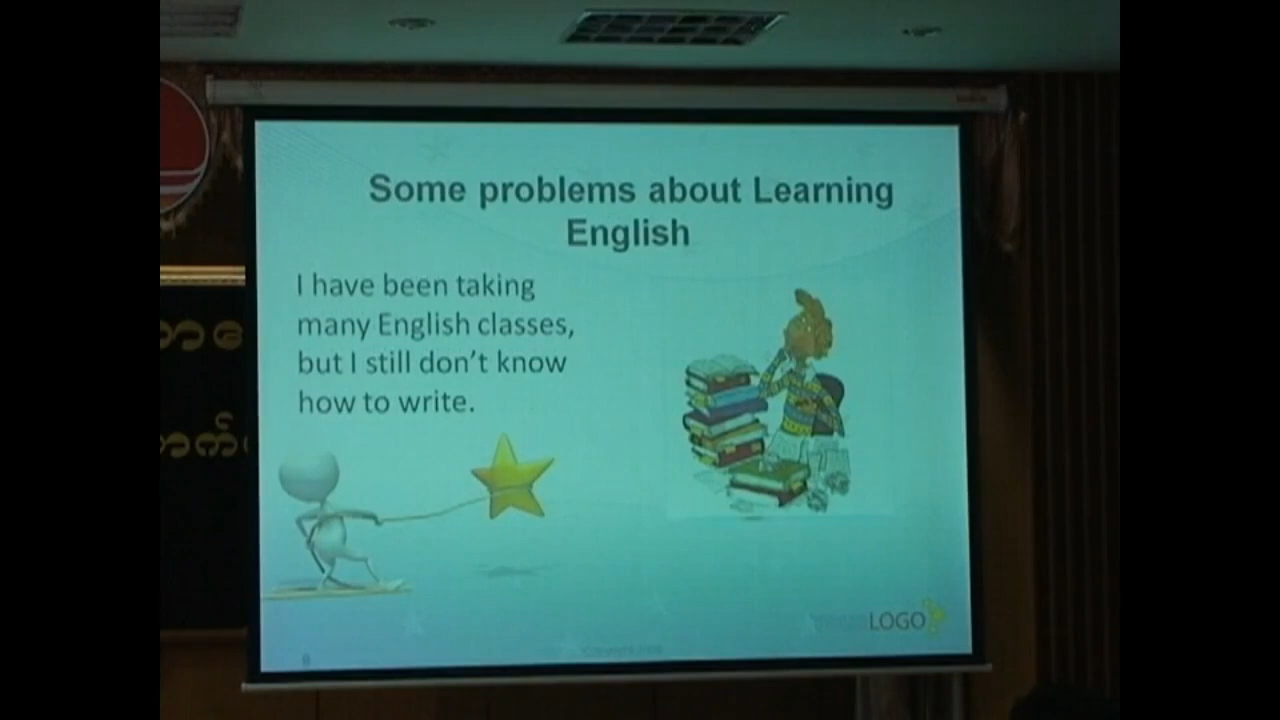 Some problems about Learning
English
I have been taking
many English classes,
but I still don't know
how to write.
LOGO